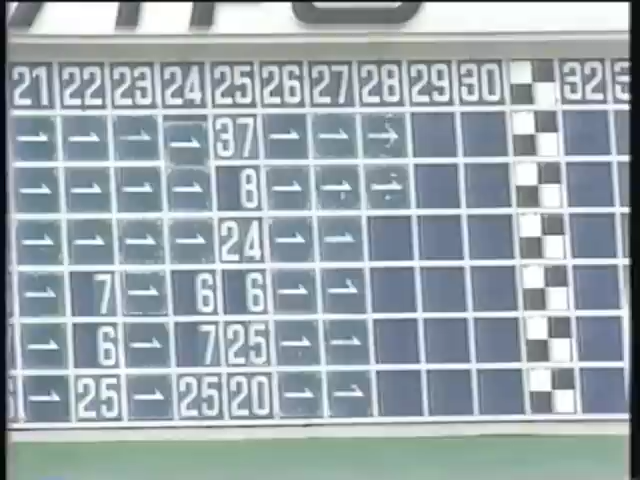 21 22 23 24 25 26 27 28 29 30 32
→ → → → 37 → → →
→ → → → 8 → → →
→ → → → 24 → →
→ 7 → 6 6 → →
→ 6 → 7 25 → →
→ 25 → 25 20 → →